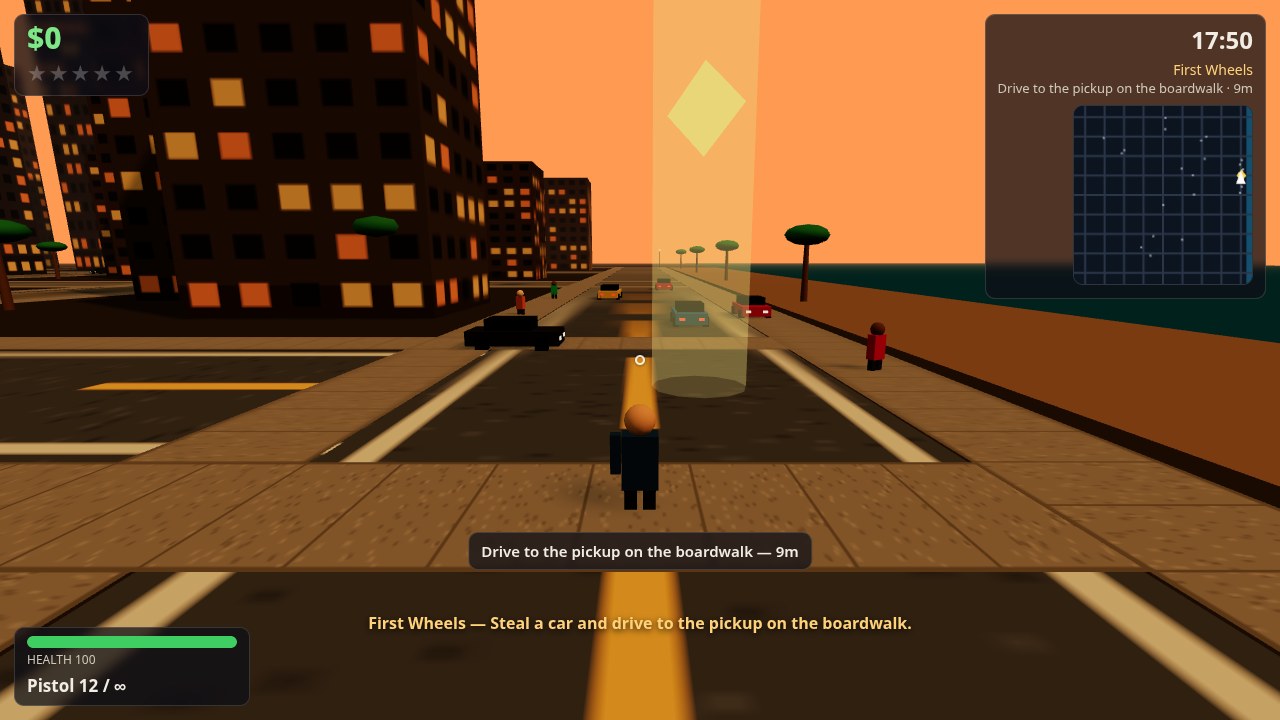 $0
★★★★★
17:50
First Wheels
Drive to the pickup on the boardwalk · 9m
Drive to the pickup on the boardwalk — 9m
First Wheels — Steal a car and drive to the pickup on the boardwalk.
HEALTH 100
Pistol 12 / ∞